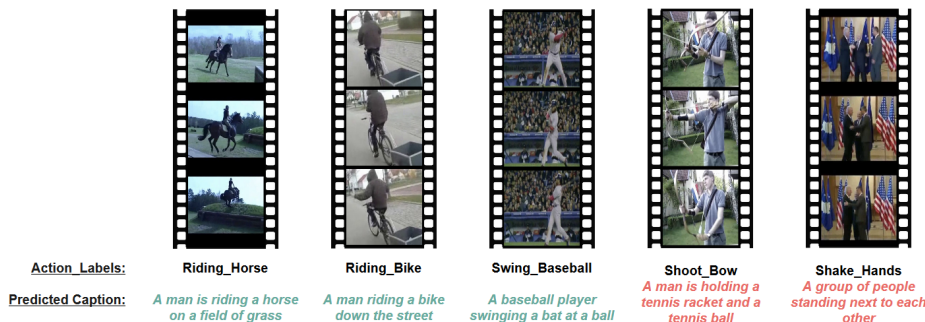 Action_Labels: Riding_Horse Riding_Bike Swing_Baseball Shoot_Bow Shake_Hands
Predicted Caption: A man is riding a horse A man riding a bike A baseball player A man is holding a A group of people
on a field of grass down the street swinging a bat at a ball tennis racket and a standing next to each
tennis ball other